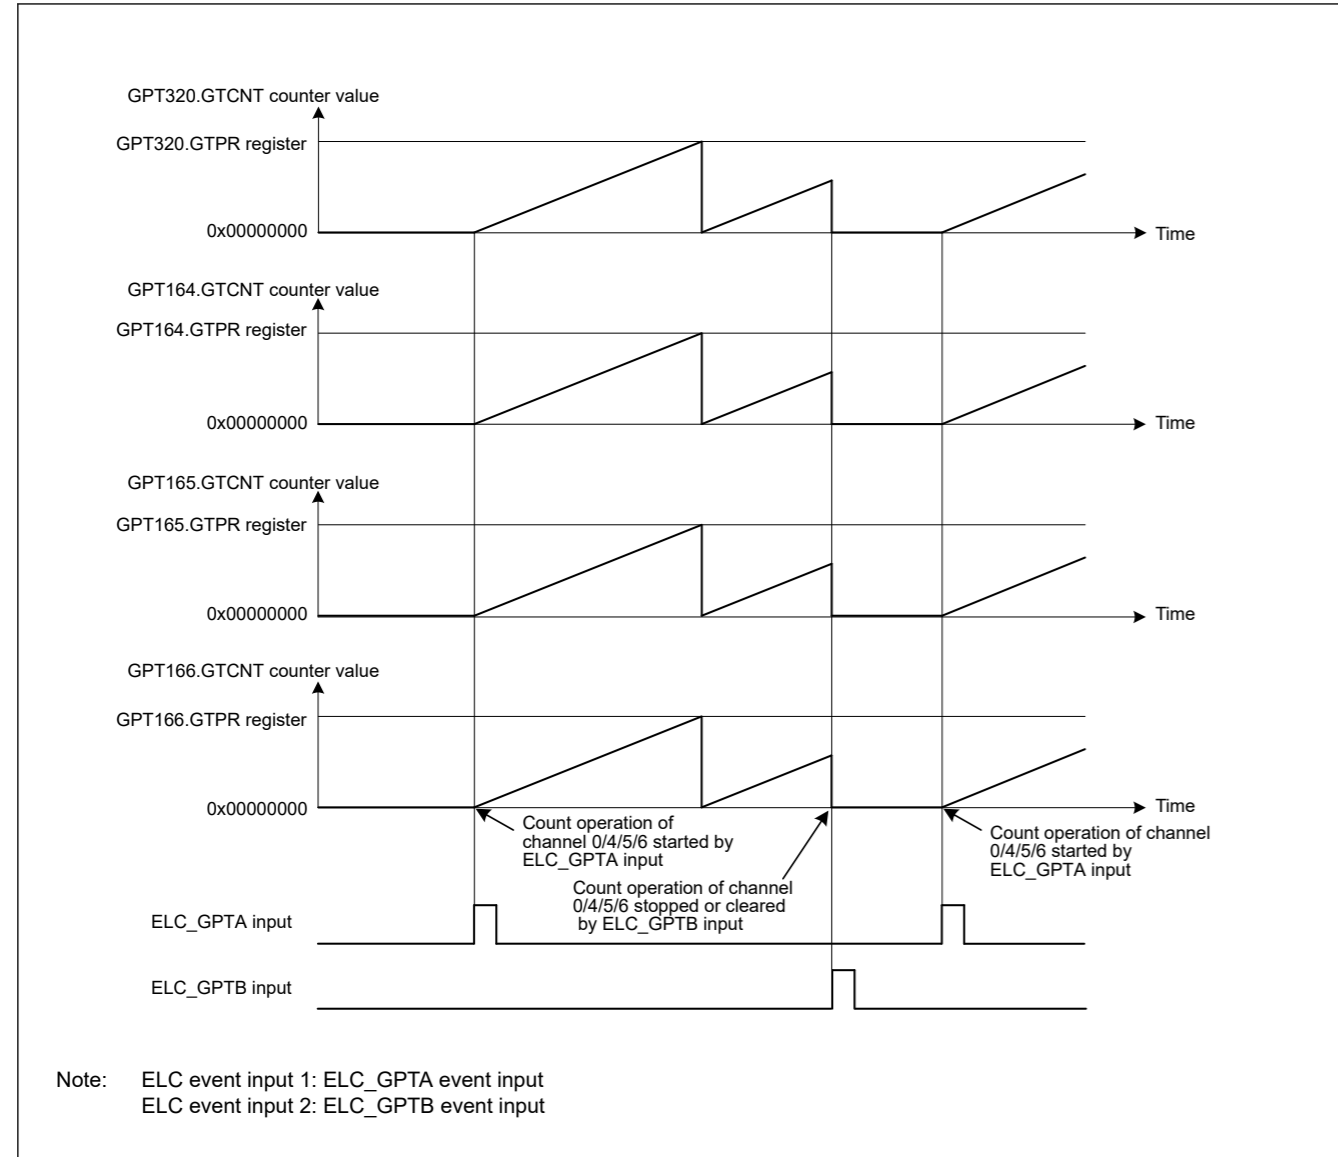 GPT320.GTCNT counter value
GPT320.GTPR register
0x00000000
Time
GPT164.GTCNT counter value
GPT164.GTPR register
0x00000000
Time
GPT165.GTCNT counter value
GPT165.GTPR register
0x00000000
Time
GPT166.GTCNT counter value
GPT166.GTPR register
0x00000000
Time
Count operation of
channel 0/4/5/6 started by
ELC_GPTA input
Count operation of channel
0/4/5/6 stopped or cleared
by ELC_GPTB input
Count operation of channel
0/4/5/6 started by
ELC_GPTA input
ELC_GPTA input
ELC_GPTB input
Note: ELC event input 1: ELC_GPTA event input
ELC event input 2: ELC_GPTB event input